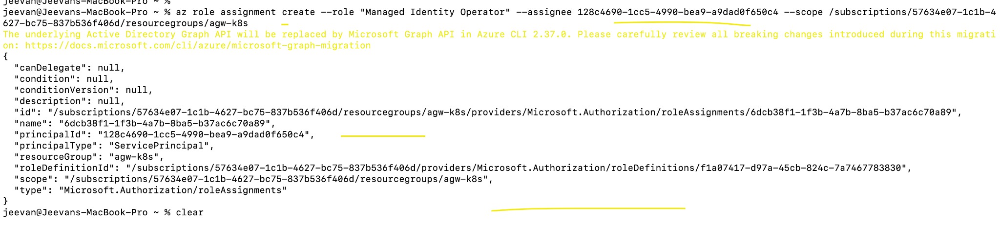 jeevan@Jeevans-MacBook-Pro ~ %
jeevan@Jeevans-MacBook-Pro ~ % az role assignment create --role "Managed Identity Operator" --assignee 128c4690-1cc5-4990-bea9-a9dad0f650c4 --scope /subscriptions/57634e07-1c1b-4
627-bc75-837b536f406d/resourcegroups/agw-k8s
The underlying Active Directory Graph API will be replaced by Microsoft Graph API in Azure CLI 2.37.0. Please carefully review all breaking changes introduced during this migrati
on: https://docs.microsoft.com/cli/azure/microsoft-graph-migration
{
  "canDelegate": null,
  "condition": null,
  "conditionVersion": null,
  "description": null,
  "id": "/subscriptions/57634e07-1c1b-4627-bc75-837b536f406d/resourcegroups/agw-k8s/providers/Microsoft.Authorization/roleAssignments/6dcb38f1-1f3b-4a7b-8ba5-b37ac6c70a89",
  "name": "6dcb38f1-1f3b-4a7b-8ba5-b37ac6c70a89",
  "principalId": "128c4690-1cc5-4990-bea9-a9dad0f650c4",
  "principalType": "ServicePrincipal",
  "resourceGroup": "agw-k8s",
  "roleDefinitionId": "/subscriptions/57634e07-1c1b-4627-bc75-837b536f406d/providers/Microsoft.Authorization/roleDefinitions/f1a07417-d97a-45cb-824c-7a7467783830",
  "scope": "/subscriptions/57634e07-1c1b-4627-bc75-837b536f406d/resourcegroups/agw-k8s",
  "type": "Microsoft.Authorization/roleAssignments"
}
jeevan@Jeevans-MacBook-Pro ~ % clear